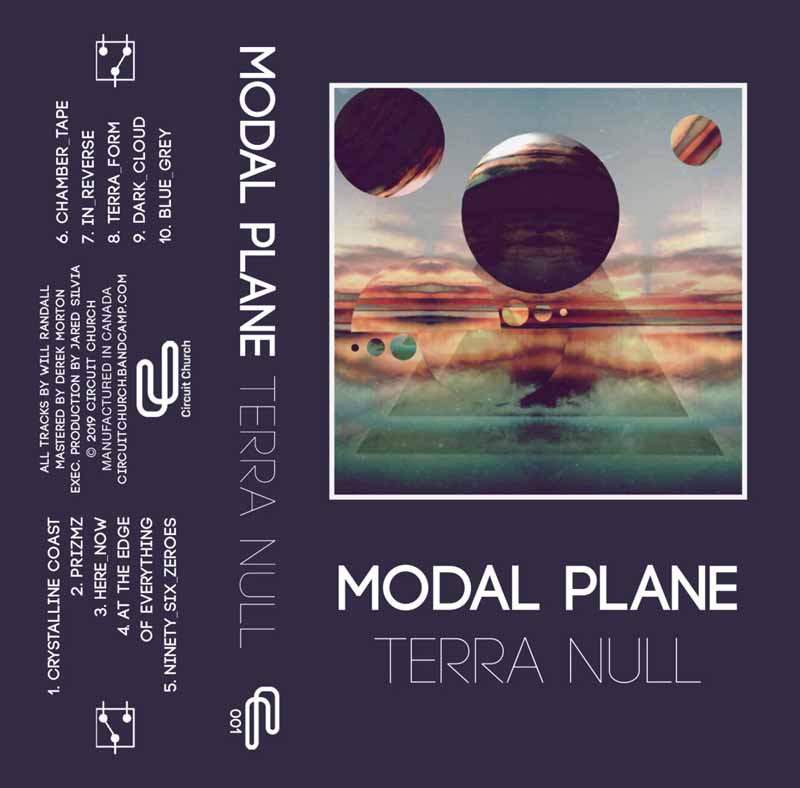 1. CRYSTALLINE COAST
2. PRIZMZ
3. HERE_NOW
4. AT THE EDGE
OF EVERYTHING
5. NINETY_SIX_ZEROES
ALL TRACKS BY WILL RANDALL
MASTERED BY DEREK MORTON
EXEC. PRODUCTION BY JARED SILVIA
© 2019 CIRCUIT CHURCH
MANUFACTURED IN CANADA
CIRCUITCHURCH.BANDCAMP.COM
Circuit Church
6. CHAMBER_TAPE
7. IN_REVERSE
8. TERRA_FORM
9. DARK_CLOUD
10. BLUE_GREY
MODAL PLANE TERRA NULL
001
MODAL PLANE
TERRA NULL